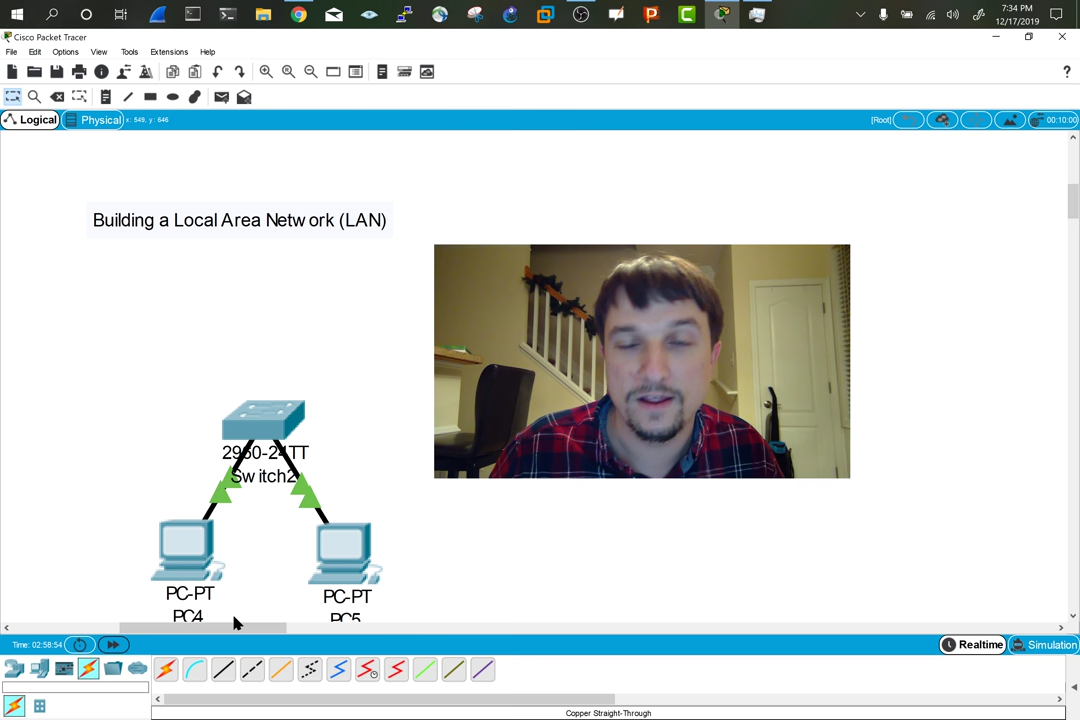 7:34 PM
12/17/2019
Cisco Packet Tracer
File Edit Options View Tools Extensions Help
?
Logical Physical x: 549, y: 646 [Root] 00:10:00
Building a Local Area Network (LAN)
2960-24TT
Switch2
PC-PT
PC4
PC-PT
PC5
Time: 02:58:54 Realtime Simulation
Copper Straight-Through